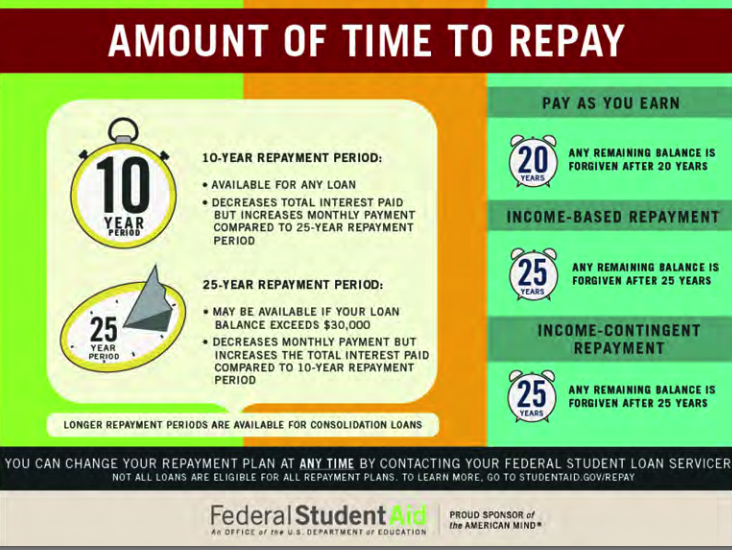 AMOUNT OF TIME TO REPAY
10
YEAR
PERIOD
10-YEAR REPAYMENT PERIOD:
• AVAILABLE FOR ANY LOAN
• DECREASES TOTAL INTEREST PAID
BUT INCREASES MONTHLY PAYMENT
COMPARED TO 25-YEAR REPAYMENT
PERIOD
25
YEAR
PERIOD
25-YEAR REPAYMENT PERIOD:
• MAY BE AVAILABLE IF YOUR LOAN
BALANCE EXCEEDS $30,000
• DECREASES MONTHLY PAYMENT BUT
INCREASES THE TOTAL INTEREST PAID
COMPARED TO 10-YEAR REPAYMENT
PERIOD
LONGER REPAYMENT PERIODS ARE AVAILABLE FOR CONSOLIDATION LOANS
PAY AS YOU EARN
20
YEARS
ANY REMAINING BALANCE IS
FORGIVEN AFTER 20 YEARS
INCOME-BASED REPAYMENT
25
YEARS
ANY REMAINING BALANCE IS
FORGIVEN AFTER 25 YEARS
INCOME-CONTINGENT
REPAYMENT
25
YEARS
ANY REMAINING BALANCE IS
FORGIVEN AFTER 25 YEARS
YOU CAN CHANGE YOUR REPAYMENT PLAN AT ANY TIME BY CONTACTING YOUR FEDERAL STUDENT LOAN SERVICER
NOT ALL LOANS ARE ELIGIBLE FOR ALL REPAYMENT PLANS. TO LEARN MORE, GO TO STUDENTAID.GOV/REPAY
Federal Student Aid
An OFFICE of the U.S. DEPARTMENT of EDUCATION
PROUD SPONSOR of
the AMERICAN MIND®